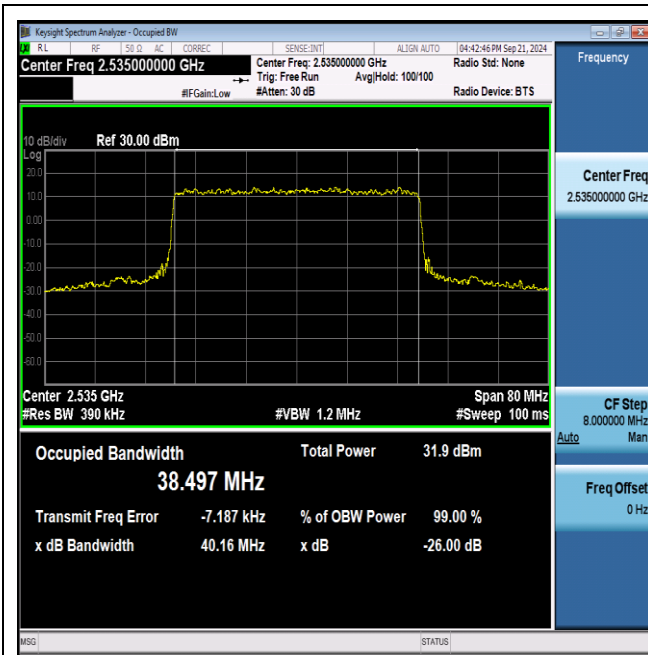 Keysight Spectrum Analyzer - Occupied BW
RL RF 50 Ω AC CORREC SENSE:INT ALIGN AUTO 04:42:46 PM Sep 21, 2024
Center Freq 2.535000000 GHz
Center Freq: 2.535000000 GHz Radio Std: None
Trig: Free Run Avg|Hold: 100/100
#IFGain:Low #Atten: 30 dB Radio Device: BTS
10 dB/div Ref 30.00 dBm
Log
20.0
10.0
0.00
-10.0
-20.0
-30.0
-40.0
-50.0
-60.0
Center 2.535 GHz Span 80 MHz
#Res BW 390 kHz #VBW 1.2 MHz #Sweep 100 ms
Occupied Bandwidth Total Power 31.9 dBm
38.497 MHz
Transmit Freq Error -7.187 kHz % of OBW Power 99.00 %
x dB Bandwidth 40.16 MHz x dB -26.00 dB
MSG STATUS
Frequency
Center Freq
2.535000000 GHz
CF Step
8.000000 MHz
Auto Man
Freq Offset
0 Hz